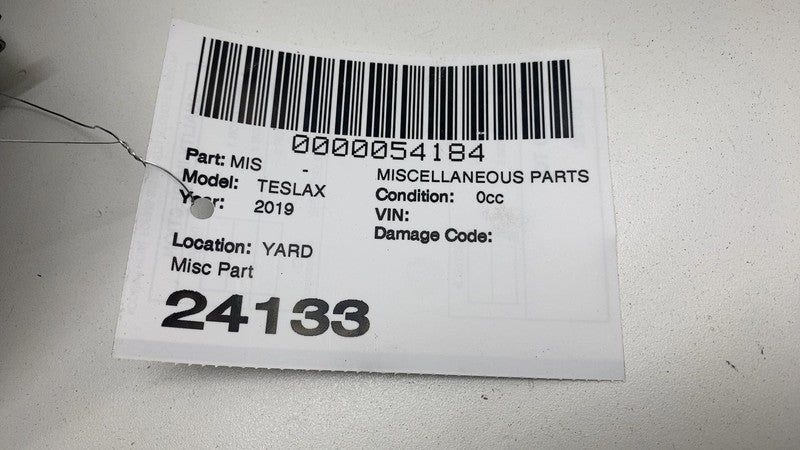 0000054184
Part: MIS - MISCELLANEOUS PARTS
Model: TESLAX Condition: 0cc
Year: 2019 VIN:
Damage Code:
Location: YARD
Misc Part
24133